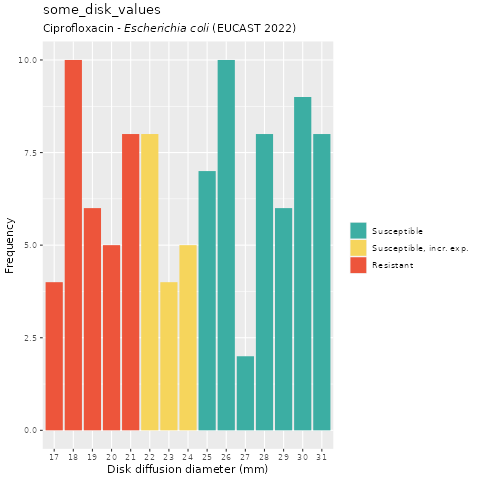 some_disk_values
Ciprofloxacin - Escherichia coli (EUCAST 2022)
10.0
7.5
5.0
2.5
0.0
Frequency
17 18 19 20 21 22 23 24 25 26 27 28 29 30 31
Disk diffusion diameter (mm)
Susceptible
Susceptible, incr. exp.
Resistant